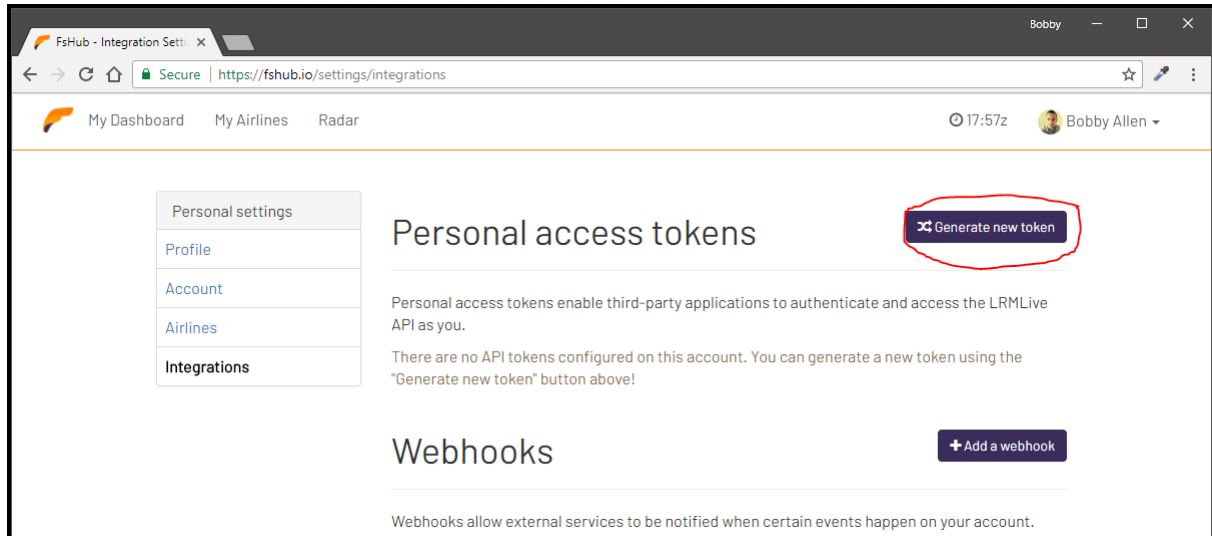 Bobby
FsHub - Integration Setti
Secure | https://fshub.io/settings/integrations
My Dashboard My Airlines Radar 17:57z Bobby Allen
Personal settings
Profile
Account
Airlines
Integrations
Personal access tokens
Generate new token
Personal access tokens enable third-party applications to authenticate and access the LRMLive
API as you.
There are no API tokens configured on this account. You can generate a new token using the
"Generate new token" button above!
Webhooks
Add a webhook
Webhooks allow external services to be notified when certain events happen on your account.